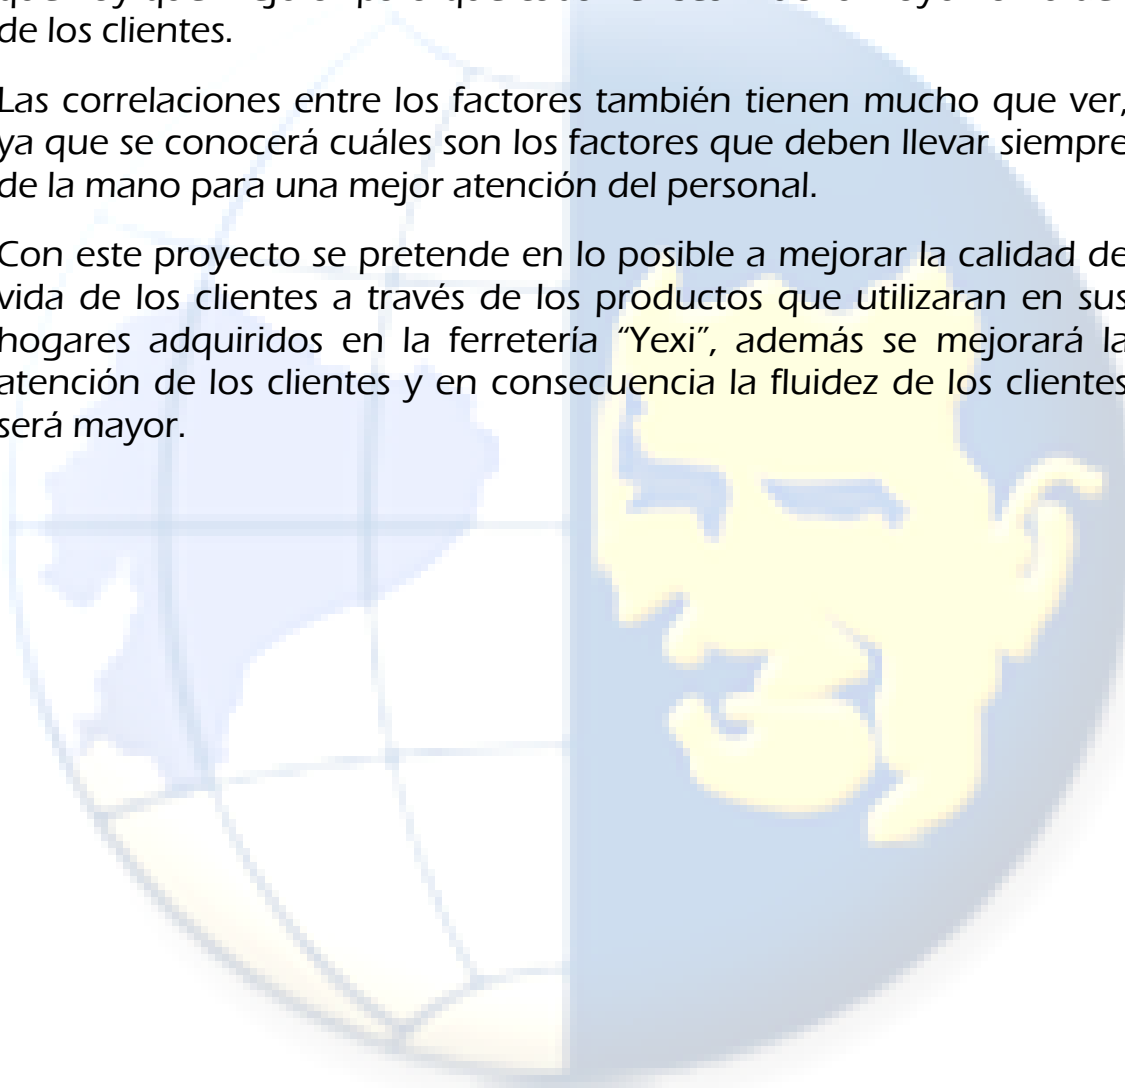 de los clientes.
Las correlaciones entre los factores también tienen mucho que ver,
ya que se conocerá cuáles son los factores que deben llevar siempre
de la mano para una mejor atención del personal.
Con este proyecto se pretende en lo posible a mejorar la calidad de
vida de los clientes a través de los productos que utilizaran en sus
hogares adquiridos en la ferretería “Yexi”, además se mejorará la
atención de los clientes y en consecuencia la fluidez de los clientes
será mayor.